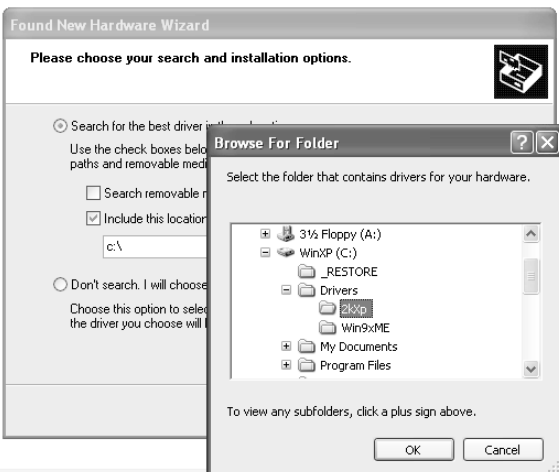 Found New Hardware Wizard
Please choose your search and installation options.
Search for the best driver in
Use the check boxes belo
paths and removable medi
Search removable
Include this location
c:\
Don't search. I will choose
Choose this option to selec
the driver you choose will
Browse For Folder
Select the folder that contains drivers for your hardware.
3½ Floppy (A:)
WinXP (C:)
_RESTORE
Drivers
2kXp
Win9xME
My Documents
Program Files
To view any subfolders, click a plus sign above.
OK
Cancel